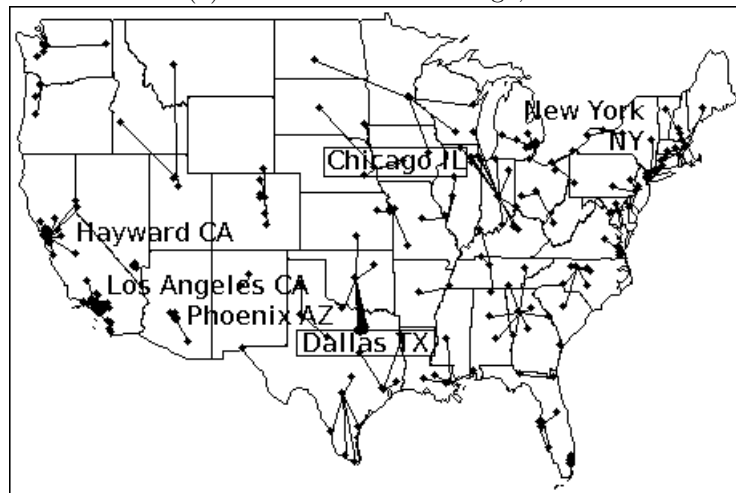 New York
NY
Chicago IL
Hayward CA
Los Angeles CA
Phoenix AZ
Dallas TX